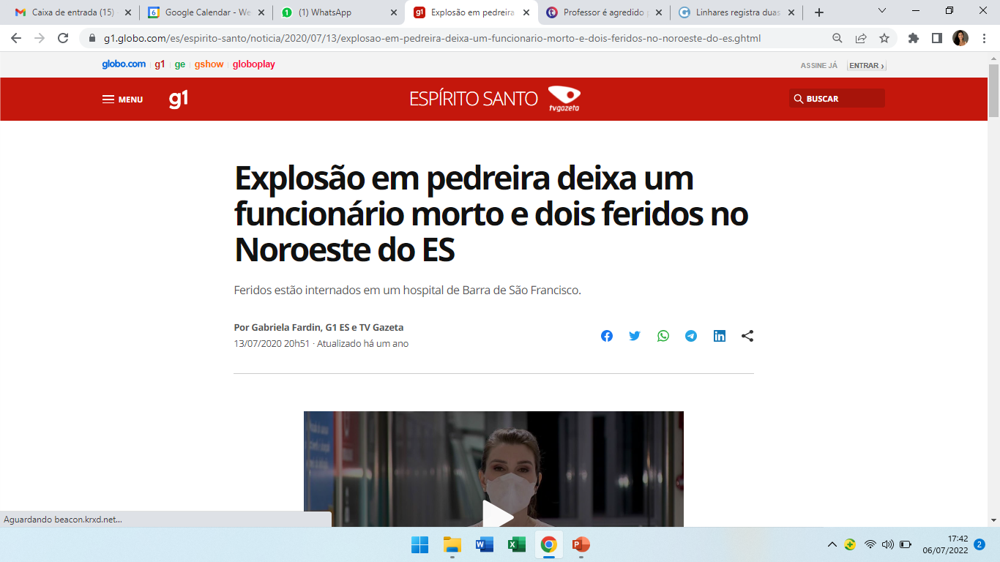 Caixa de entrada (15)
Google Calendar - We
(1) WhatsApp
Explosão em pedreira
Professor é agredido p
Linhares registra duas
g1.globo.com/es/espirito-santo/noticia/2020/07/13/explosao-em-pedreira-deixa-um-funcionario-morto-e-dois-feridos-no-noroeste-do-es.ghtml
globo.com g1 ge gshow globoplay
ASSINE JÁ ENTRAR ›
MENU
g1
ESPÍRITO SANTO
tvgazeta
BUSCAR
Explosão em pedreira deixa um
funcionário morto e dois feridos no
Noroeste do ES
Feridos estão internados em um hospital de Barra de São Francisco.
Por Gabriela Fardin, G1 ES e TV Gazeta
13/07/2020 20h51 · Atualizado há um ano
Aguardando beacon.krxd.net...
17:42
06/07/2022
2